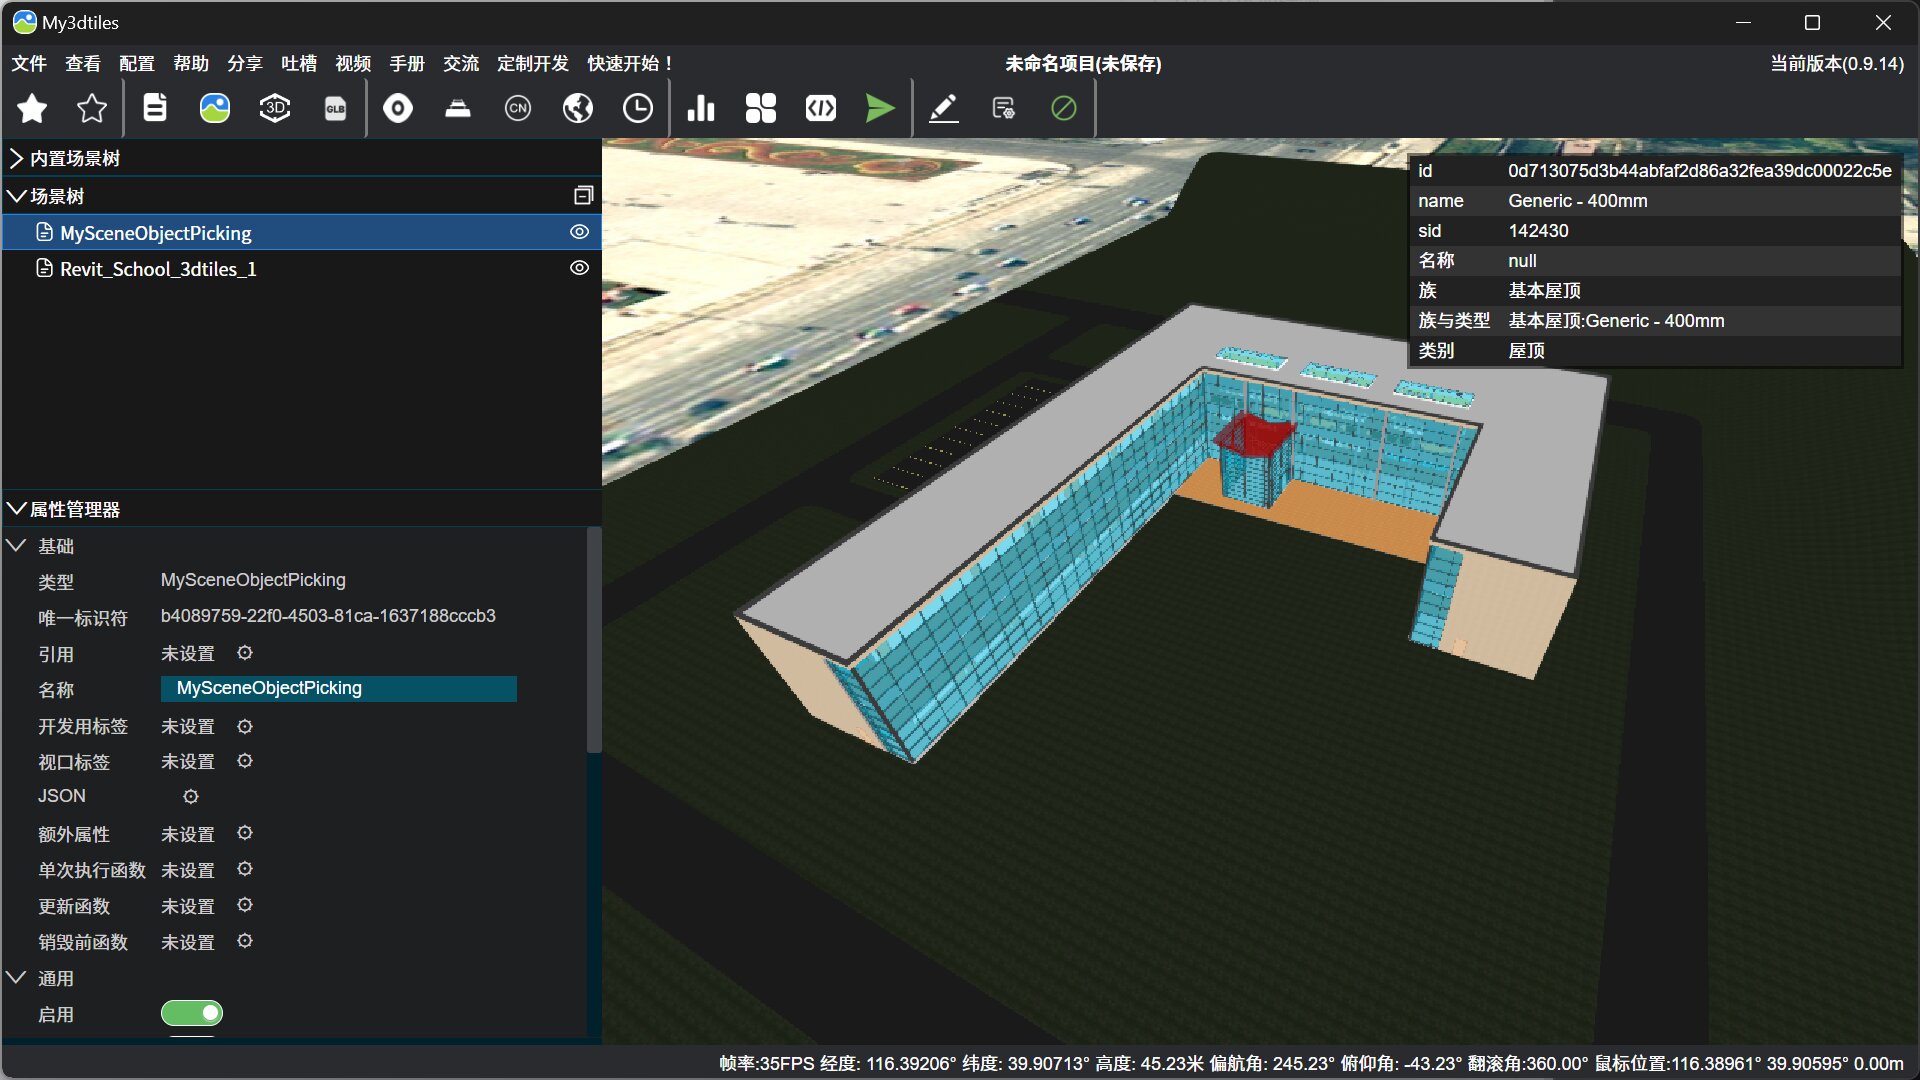 My3dtiles
文件 查看 配置 帮助 分享 吐槽 视频 手册 交流 定制开发 快速开始！ 未命名项目(未保存) 当前版本(0.9.14)
3D GLB CN
内置场景树
场景树
MySceneObjectPicking
Revit_School_3dtiles_1
id 0d713075d3b44abfaf2d86a32fea39dc00022c5e
name Generic - 400mm
sid 142430
名称 null
族 基本屋顶
族与类型 基本屋顶:Generic - 400mm
类别 屋顶
属性管理器
基础
类型 MySceneObjectPicking
唯一标识符 b4089759-22f0-4503-81ca-1637188cccb3
引用 未设置
名称 MySceneObjectPicking
开发用标签 未设置
视口标签 未设置
JSON
额外属性 未设置
单次执行函数 未设置
更新函数 未设置
销毁前函数 未设置
通用
启用
帧率:35FPS 经度: 116.39206° 纬度: 39.90713° 高度: 45.23米 偏航角: 245.23° 俯仰角: -43.23° 翻滚角:360.00° 鼠标位置:116.38961° 39.90595° 0.00m